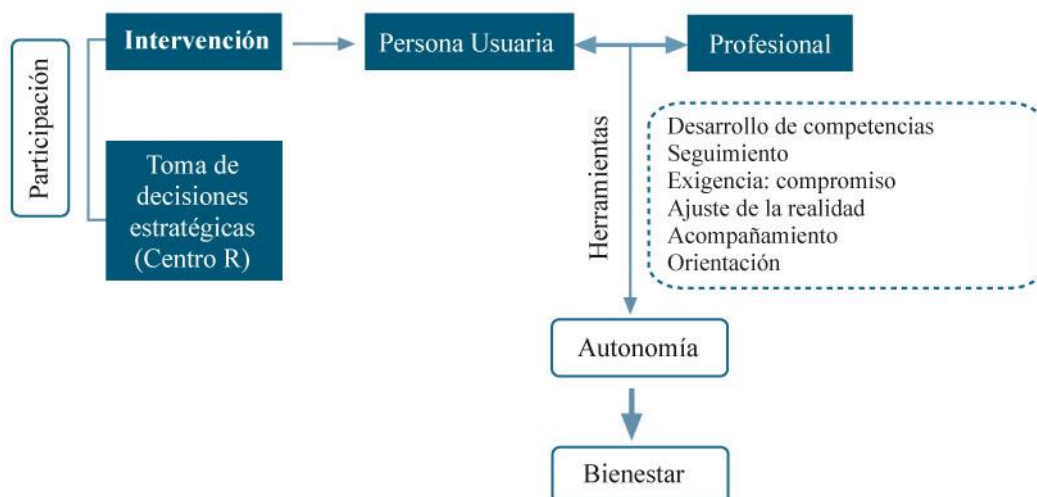 Participación
Intervención
Persona Usuaria
Profesional
Toma de
decisiones
estratégicas
(Centro R)
Herramientas
Desarrollo de competencias
Seguimiento
Exigencia: compromiso
Ajuste de la realidad
Acompañamiento
Orientación
Autonomía
Bienestar